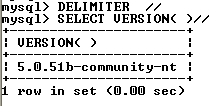 mysql> DELIMITER //
mysql> SELECT VERSION( )//
+---------------------+
| VERSION( ) |
+---------------------+
| 5.0.51b-community-nt |
+---------------------+
1 row in set (0.00 sec)